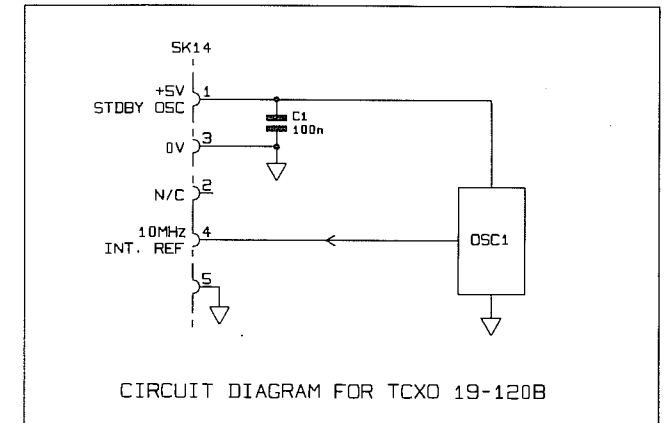 SK14
+5V 1
STDBY OSC
C1
100n
0V 3
N/C 2
10MHz 4
INT. REF
OSC1
5
CIRCUIT DIAGRAM FOR TCXO 19-120B